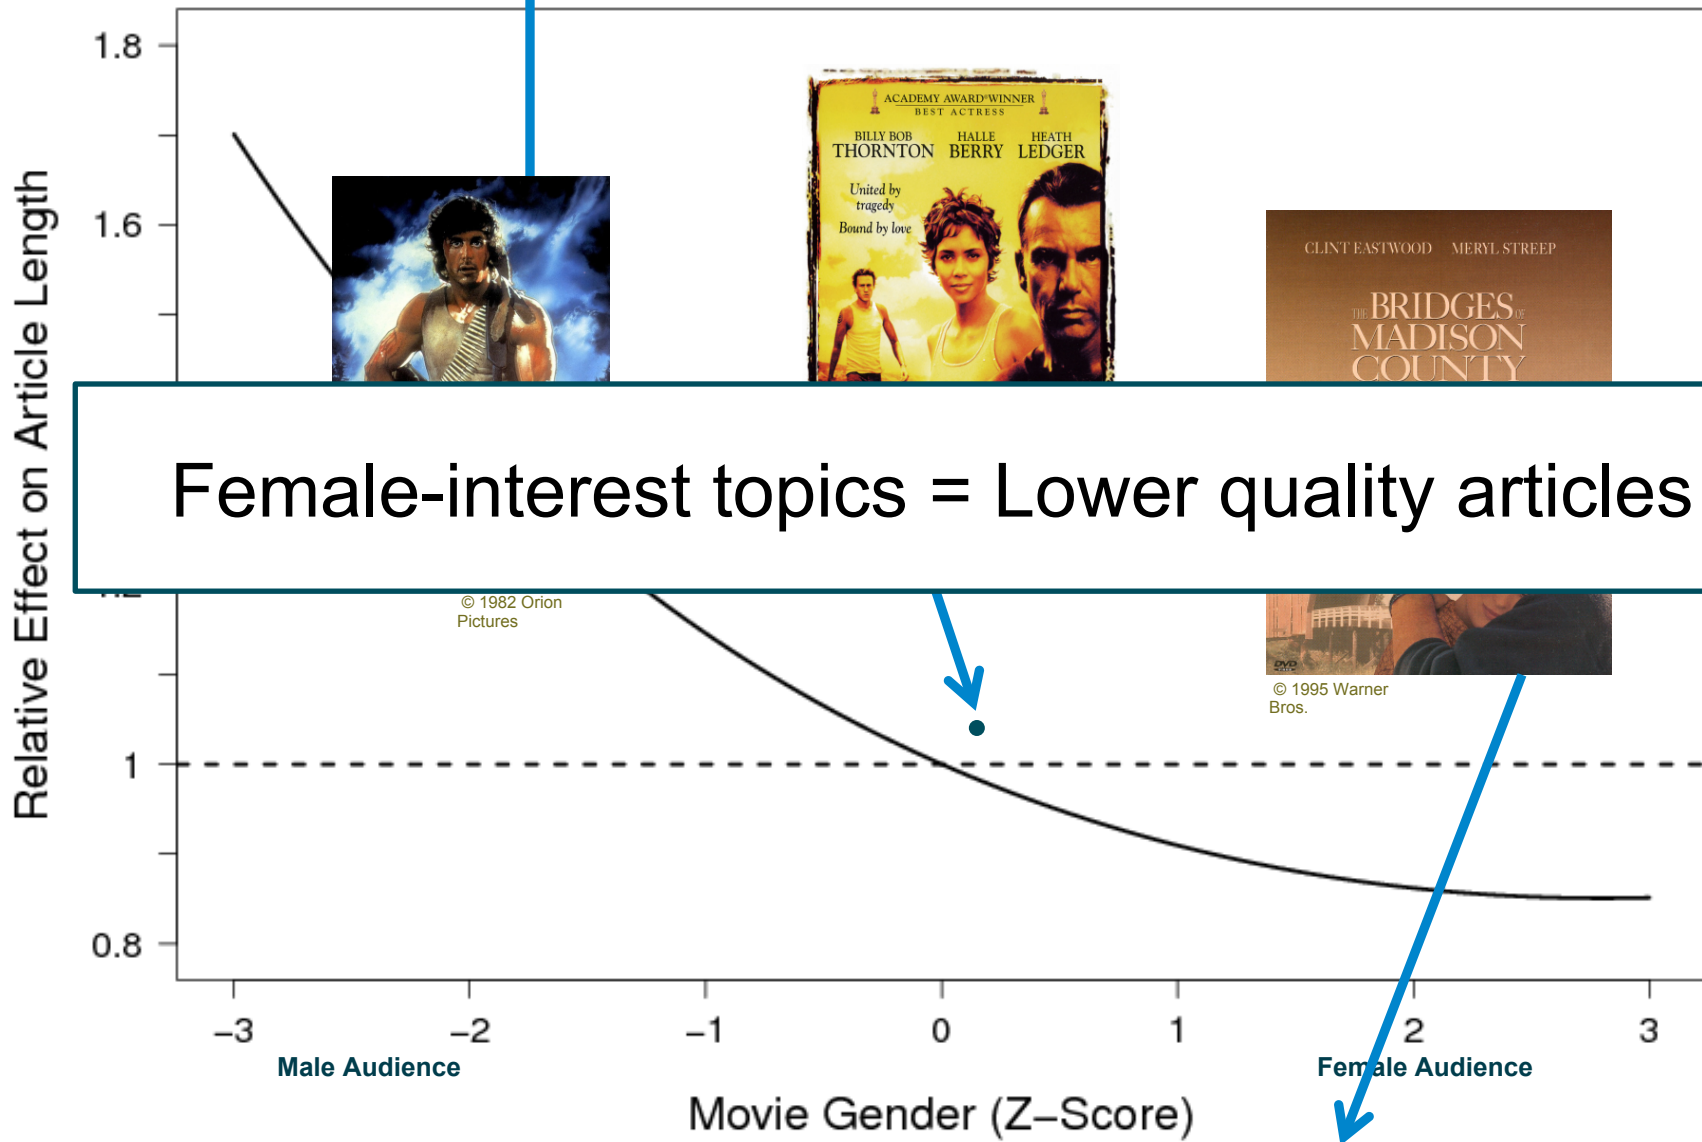 1.8
1.6
1
0.8
Relative Effect on Article Length
ACADEMY AWARD®WINNER
BEST ACTRESS
BILLY BOB THORNTON
HALLE BERRY
HEATH LEDGER
United by
tragedy
Bound by love
CLINT EASTWOOD MERYL STREEP
THE BRIDGES OF
MADISON
COUNTY
Female-interest topics = Lower quality articles
© 1982 Orion
Pictures
DVD
© 1995 Warner
Bros.
−3 −2 −1 0 1 2 3
Male Audience Female Audience
Movie Gender (Z−Score)